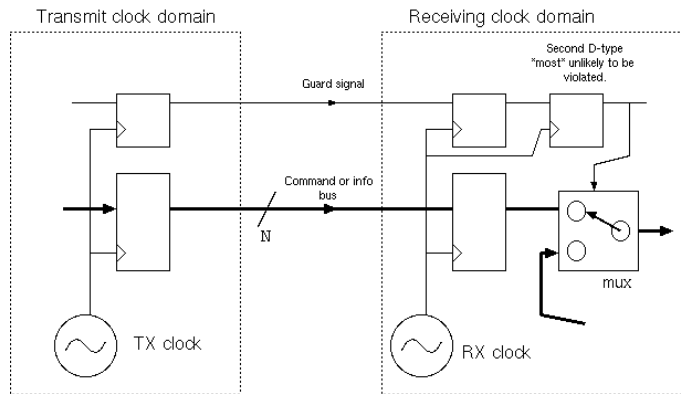 Transmit clock domain
Receiving clock domain
Second D-type
"most" unlikely to be
violated.
Guard signal
Command or info
bus
N
mux
TX clock
RX clock